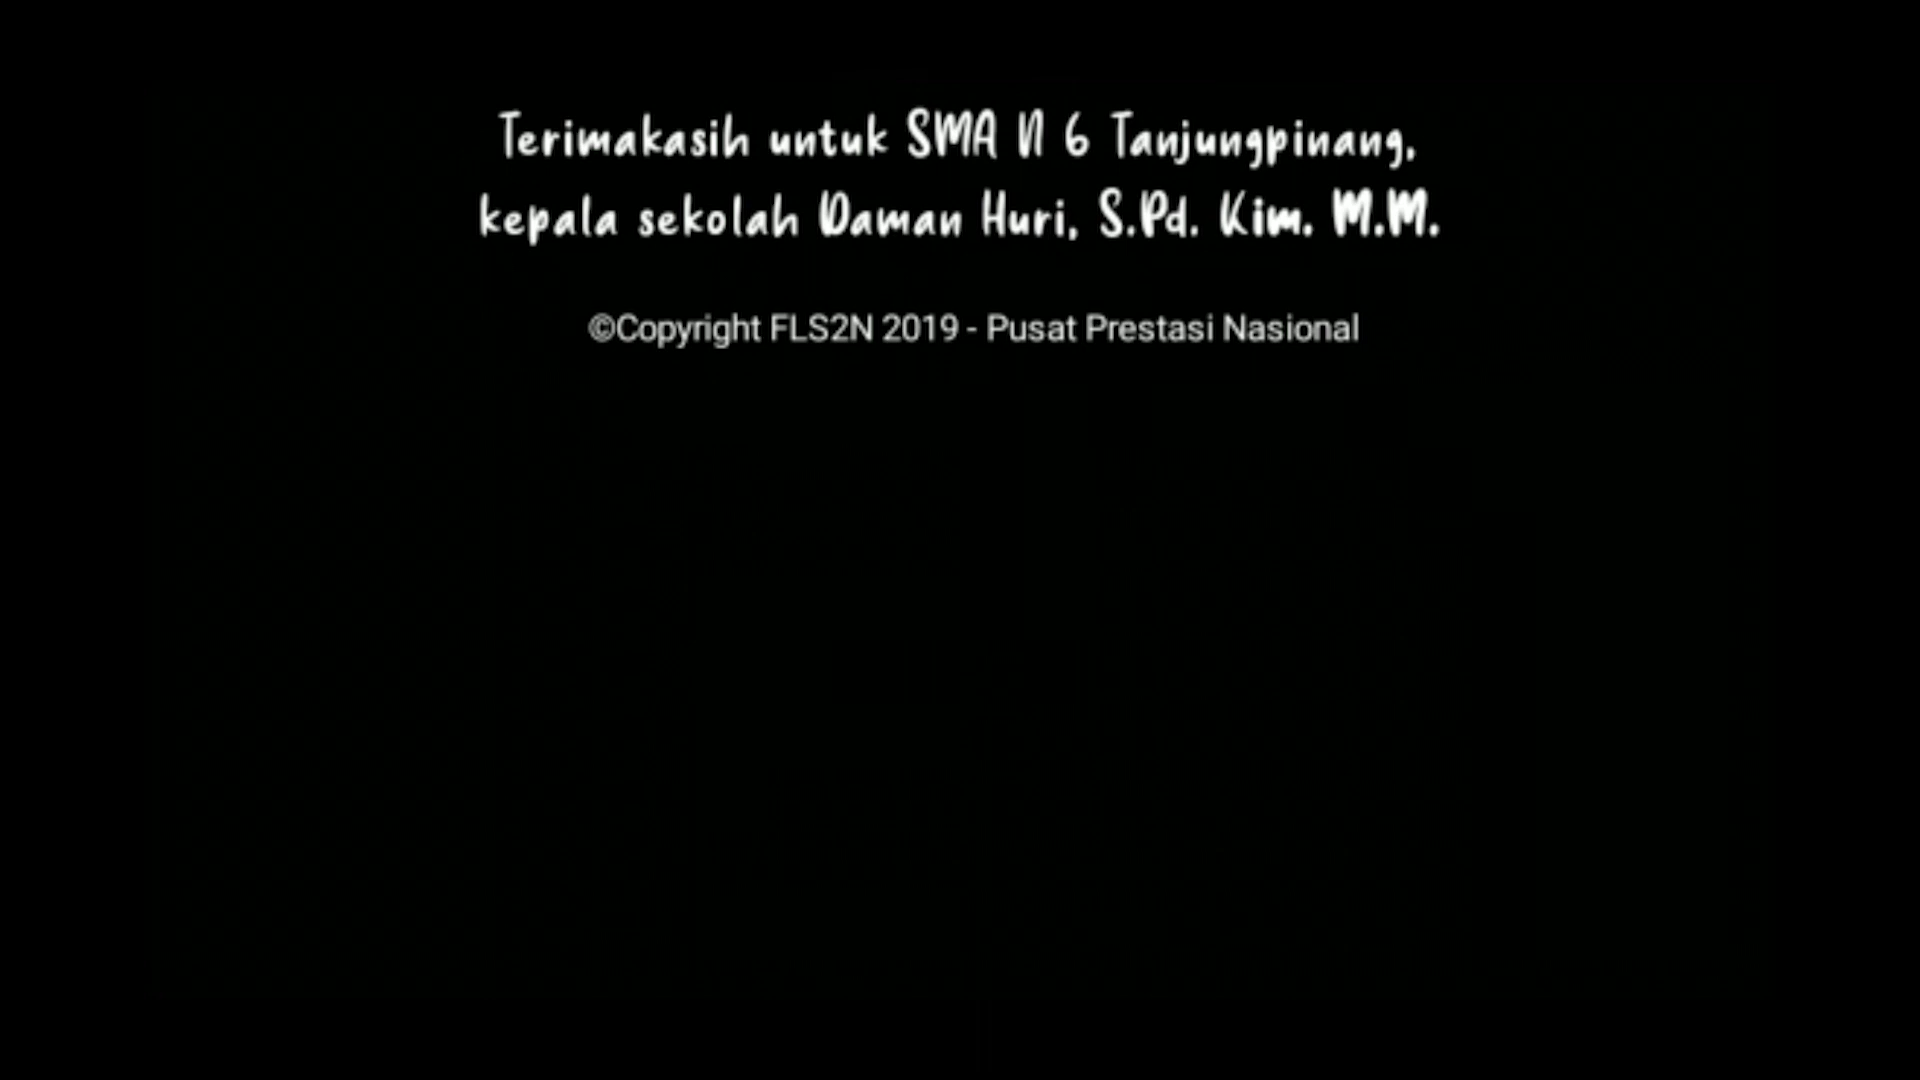 Terimakasih untuk SMA N 6 Tanjungpinang,
kepala sekolah Daman Huri, S.Pd. Kim. M.M.
©Copyright FLS2N 2019 - Pusat Prestasi Nasional